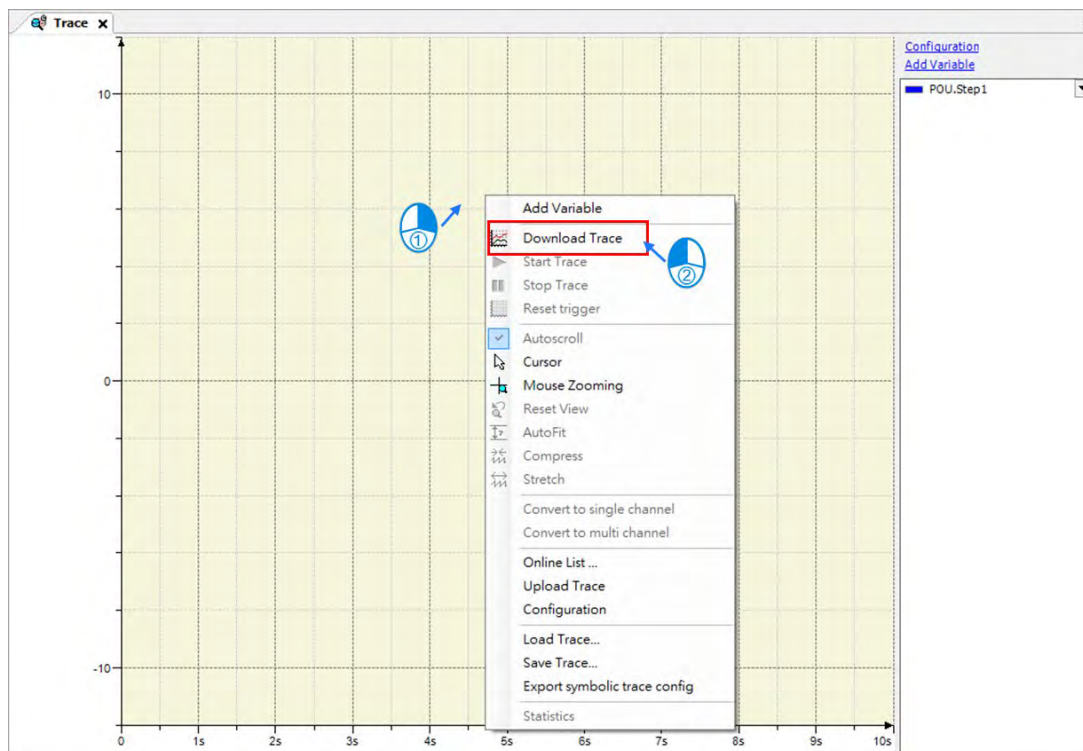 Trace
Configuration
Add Variable
POU.Step1
10
0
-10
①
Add Variable
Download Trace
②
Start Trace
Stop Trace
Reset trigger
Autoscroll
Cursor
Mouse Zooming
Reset View
AutoFit
Compress
Stretch
Convert to single channel
Convert to multi channel
Online List ...
Upload Trace
Configuration
Load Trace...
Save Trace...
Export symbolic trace config
Statistics
0 1s 2s 3s 4s 5s 6s 7s 8s 9s 10s